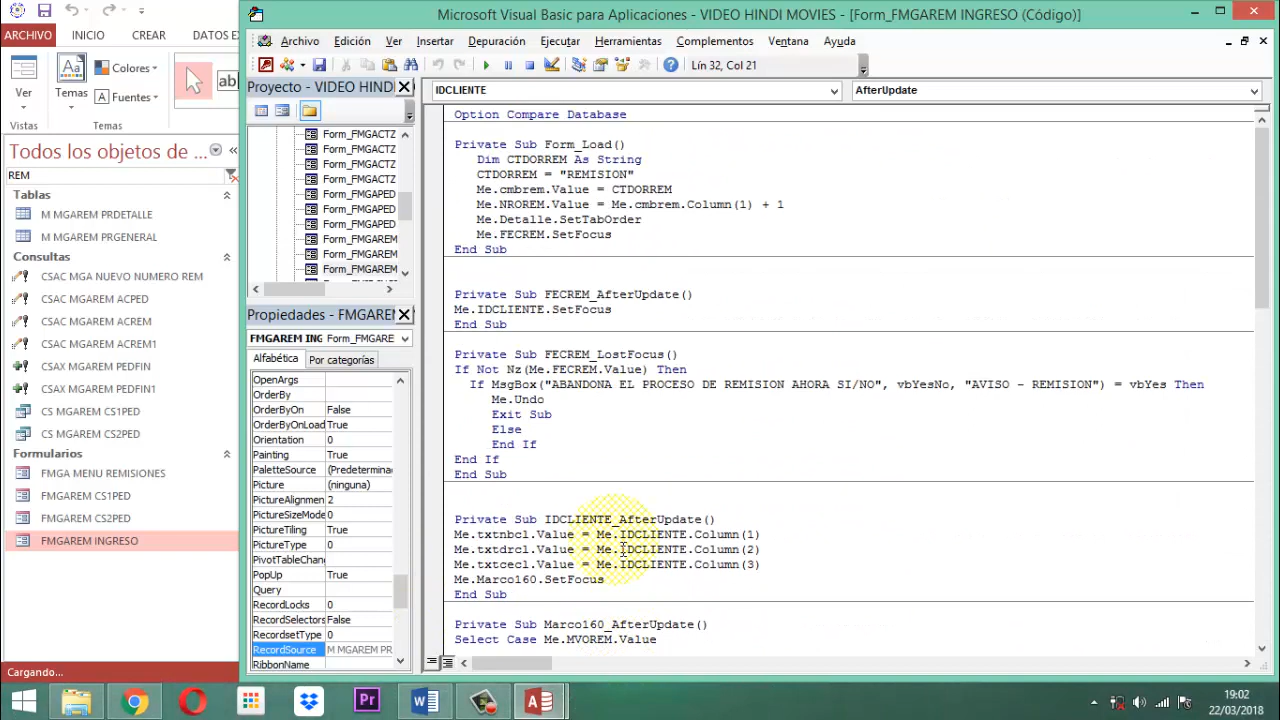 Microsoft Visual Basic para Aplicaciones - VIDEO HINDI MOVIES - [Form_FMGAREM INGRESO (Código)]
ARCHIVO INICIO CREAR DATOS EX
Archivo Edición Ver Insertar Depuración Ejecutar Herramientas Complementos Ventana Ayuda
Ver
Vistas
Temas
Colores
Fuentes
Temas
ab
Lín 32, Col 21
Todos los objetos de ...
REM
Tablas
M MGAREM PRDETALLE
M MGAREM PRGENERAL
Consultas
CSAC MGA NUEVO NUMERO REM
CSAC MGAREM ACPED
CSAC MGAREM ACREM
CSAC MGAREM ACREM1
CSAX MGAREM PEDFIN
CSAX MGAREM PEDFIN1
CS MGAREM CS1PED
CS MGAREM CS2PED
Formularios
FMGA MENU REMISIONES
FMGAREM CS1PED
FMGAREM CS2PED
FMGAREM INGRESO
Cargando.
Proyecto - VIDEO HIND
Form_FMGACTZ
Form_FMGACTZ
Form_FMGACTZ
Form_FMGACTZ
Form_FMGAPED
Form_FMGAPED
Form_FMGAPED
Form_FMGAREM
Form_FMGAREM
Form_FMGAREM
Propiedades - FMGAREM
FMGAREM ING Form_FMGARE
Alfabética Por categorías
OpenArgs
OrderBy
OrderByOn False
OrderByOnLoad True
Orientation 0
Painting True
PaletteSource (Predetermina
Picture (ninguna)
PictureAlignmen 2
PictureSizeMode 0
PictureTiling True
PictureType 0
PivotTableChang
PopUp True
Query
RecordLocks 0
RecordSelectors False
RecordsetType 0
RecordSource M MGAREM PR
RibbonName
IDCLIENTE AfterUpdate
Option Compare Database
Private Sub Form_Load()
Dim CTDORREM As String
CTDORREM = "REMISION"
Me.cmbrem.Value = CTDORREM
Me.NROREM.Value = Me.cmbrem.Column(1) + 1
Me.Detalle.SetTabOrder
Me.FECREM.SetFocus
End Sub
Private Sub FECREM_AfterUpdate()
Me.IDCLIENTE.SetFocus
End Sub
Private Sub FECREM_LostFocus()
If Not Nz(Me.FECREM.Value) Then
If MsgBox("ABANDONA EL PROCESO DE REMISION AHORA SI/NO", vbYesNo, "AVISO - REMISION") = vbYes Then
Me.Undo
Exit Sub
Else
End If
End If
End Sub
Private Sub IDCLIENTE_AfterUpdate()
Me.txtnbcl.Value = Me.IDCLIENTE.Column(1)
Me.txtdrcl.Value = Me.IDCLIENTE.Column(2)
Me.txtcecl.Value = Me.IDCLIENTE.Column(3)
Me.Marco160.SetFocus
End Sub
Private Sub Marco160_AfterUpdate()
Select Case Me.MVOREM.Value
Pr
19:02
22/03/2018